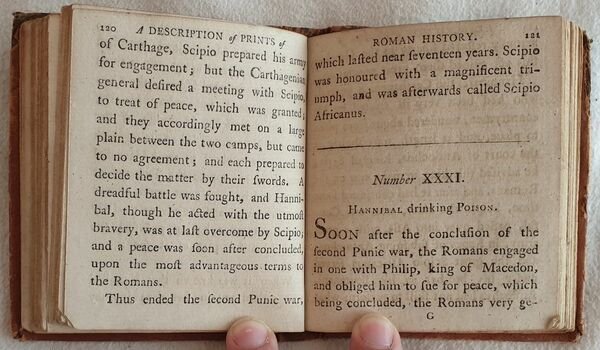 120 A DESCRIPTION of PRINTS of
of Carthage, Scipio prepared his army
for engagement; but the Carthagenian
general deſired a meeting with Scipio,
to treat of peace, which was granted;
and they accordingly met on a large
plain between the two camps, but came
to no agreement; and each prepared to
decide the matter by their ſwords. A
dreadful battle was fought, and Hanni-
bal, though he acted with the utmoſt
bravery, was at laſt overcome by Scipio;
and a peace was ſoon after concluded,
upon the moſt advantageous terms to
the Romans.
Thus ended the ſecond Punic war,
ROMAN HISTORY. 121
which laſted near ſeventeen years. Scipio
was honoured with a magnificent tri-
umph, and was afterwards called Scipio
Africanus.
Number XXXI.
HANNIBAL drinking POISON.
SOON after the concluſion of the
ſecond Punic war, the Romans engaged
in one with Philip, king of Macedon,
and obliged him to ſue for peace, which
being concluded, the Romans very ge-
G